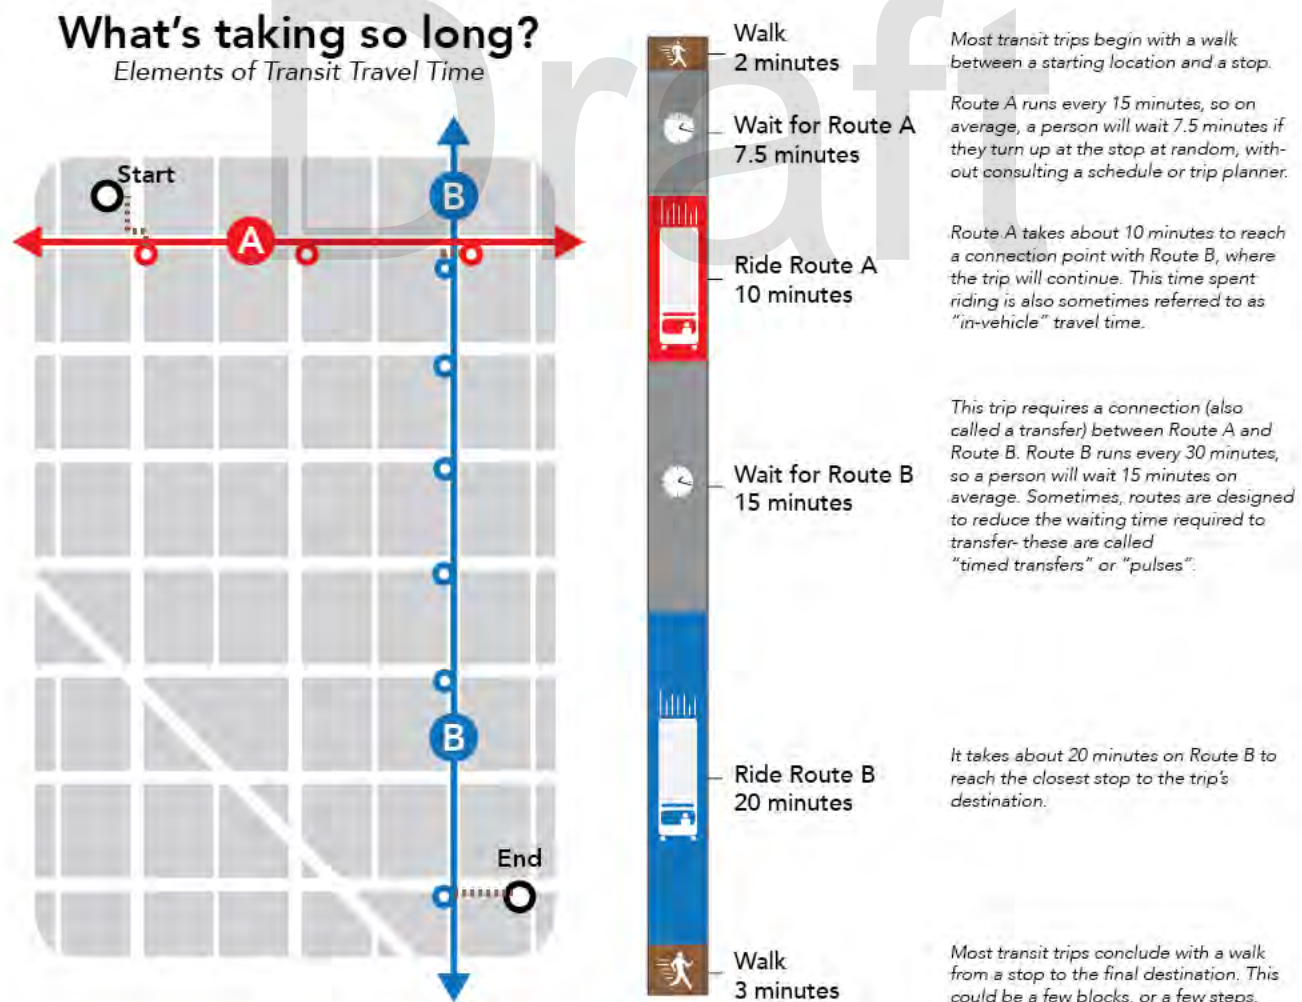 What's taking so long?
Elements of Transit Travel Time
Draft
Start
A
B
B
End
Walk
2 minutes
Most transit trips begin with a walk
between a starting location and a stop.
Wait for Route A
7.5 minutes
Route A runs every 15 minutes, so on
average, a person will wait 7.5 minutes if
they turn up at the stop at random, with-
out consulting a schedule or trip planner.
Ride Route A
10 minutes
Route A takes about 10 minutes to reach
a connection point with Route B, where
the trip will continue. This time spent
riding is also sometimes referred to as
"in-vehicle" travel time.
Wait for Route B
15 minutes
This trip requires a connection (also
called a transfer) between Route A and
Route B. Route B runs every 30 minutes,
so a person will wait 15 minutes on
average. Sometimes, routes are designed
to reduce the waiting time required to
transfer- these are called
"timed transfers" or "pulses".
Ride Route B
20 minutes
It takes about 20 minutes on Route B to
reach the closest stop to the trip's
destination.
Walk
3 minutes
Most transit trips conclude with a walk
from a stop to the final destination. This
could be a few blocks, or a few steps.